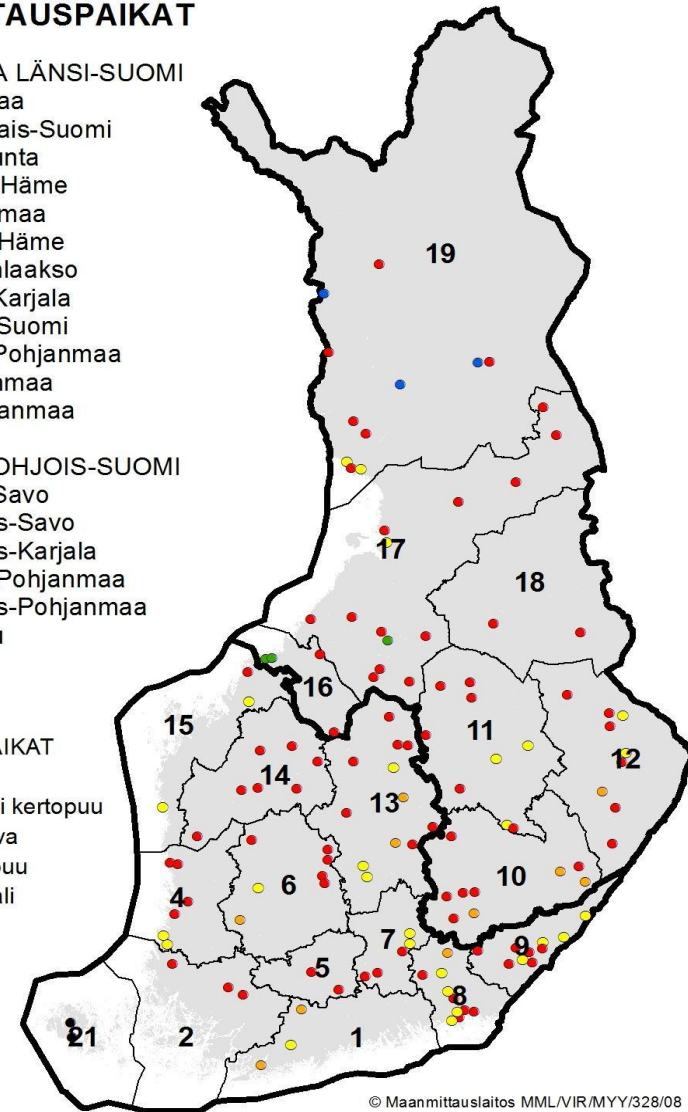 TAUSPAIKAT
A LÄNSI-SUOMI
aa
ais-Suomi
unta
Häme
maa
Häme
laakso
Karjala
Suomi
Pohjanmaa
maa
anmaa
OHJOIS-SUOMI
Savo
s-Savo
s-Karjala
Pohjanmaa
s-Pohjanmaa
u
AIKAT
i kertopuu
va
puu
ali
19
17
18
16
15
14
13
11
12
10
6
4
7
9
5
8
21
2
1
© Maanmittauslaitos MML/VIR/MYY/328/08